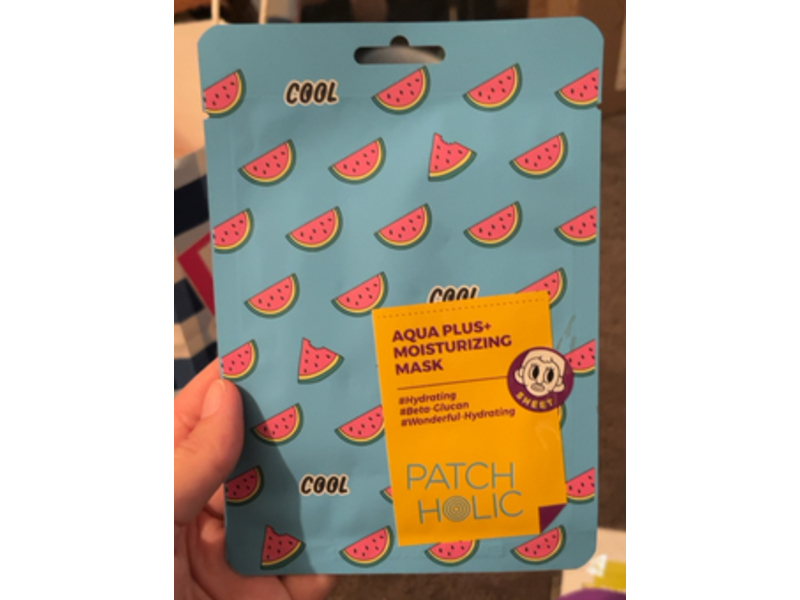 COOL
COOL
AQUA PLUS+
MOISTURIZING
MASK
#Hydrating
#Beta-Glucan
#Wonderful-Hydrating
SHEET
PATCH
HOLIC
COOL